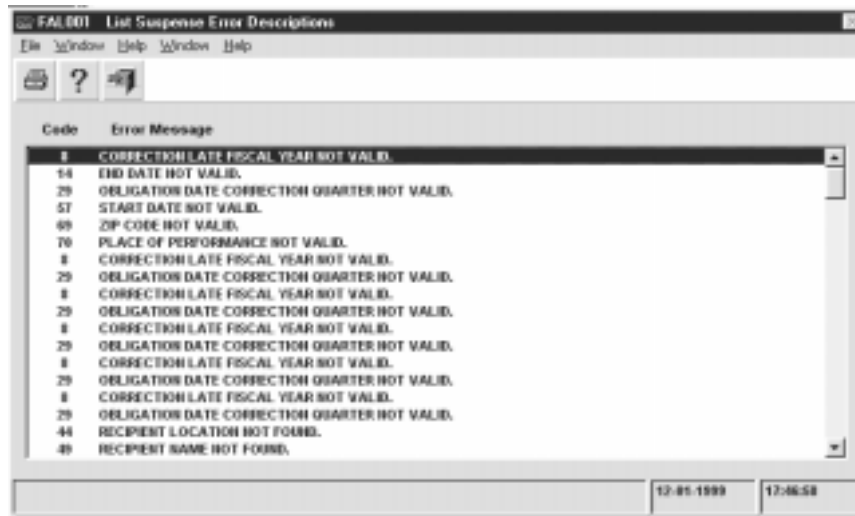 FAL001 List Suspense Error Descriptions
File Window Help Window Help
?
Code Error Message
8 CORRECTION LATE FISCAL YEAR NOT VALID.
14 END DATE NOT VALID.
29 OBLIGATION DATE CORRECTION QUARTER NOT VALID.
57 START DATE NOT VALID.
69 ZIP CODE NOT VALID.
70 PLACE OF PERFORMANCE NOT VALID.
8 CORRECTION LATE FISCAL YEAR NOT VALID.
29 OBLIGATION DATE CORRECTION QUARTER NOT VALID.
8 CORRECTION LATE FISCAL YEAR NOT VALID.
29 OBLIGATION DATE CORRECTION QUARTER NOT VALID.
8 CORRECTION LATE FISCAL YEAR NOT VALID.
29 OBLIGATION DATE CORRECTION QUARTER NOT VALID.
8 CORRECTION LATE FISCAL YEAR NOT VALID.
29 OBLIGATION DATE CORRECTION QUARTER NOT VALID.
8 CORRECTION LATE FISCAL YEAR NOT VALID.
29 OBLIGATION DATE CORRECTION QUARTER NOT VALID.
44 RECIPIENT LOCATION NOT FOUND.
49 RECIPIENT NAME NOT FOUND.
12-01-1999 17:46:58